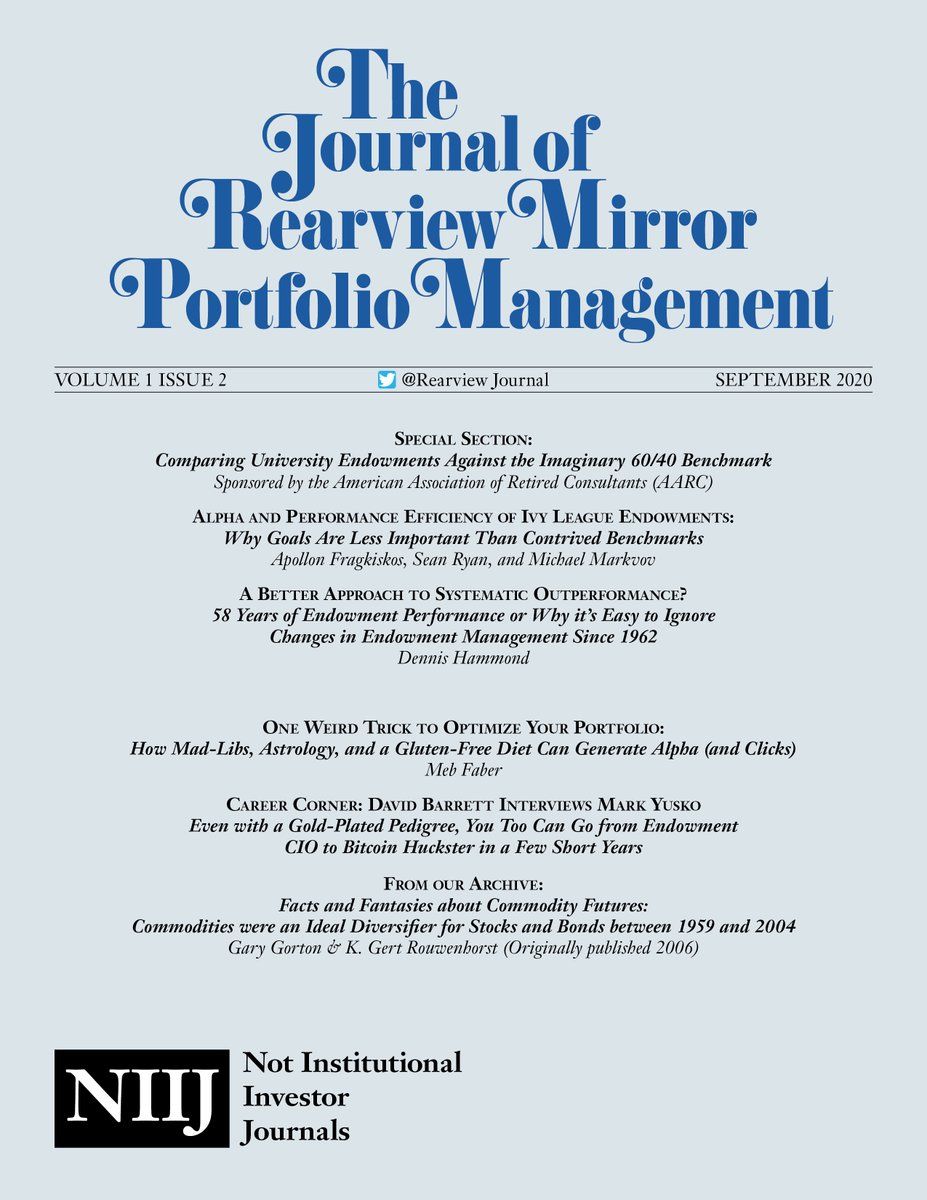 The
Journal of
Rearview Mirror
Portfolio Management
VOLUME 1 ISSUE 2
@Rearview Journal
SEPTEMBER 2020
SPECIAL SECTION:
Comparing University Endowments Against the Imaginary 60/40 Benchmark
Sponsored by the American Association of Retired Consultants (AARC)
ALPHA AND PERFORMANCE EFFICIENCY OF IVY LEAGUE ENDOWMENTS:
Why Goals Are Less Important Than Contrived Benchmarks
Apollon Fragkiskos, Sean Ryan, and Michael Markvov
A BETTER APPROACH TO SYSTEMATIC OUTPERFORMANCE?
58 Years of Endowment Performance or Why it's Easy to Ignore
Changes in Endowment Management Since 1962
Dennis Hammond
ONE WEIRD TRICK TO OPTIMIZE YOUR PORTFOLIO:
How Mad-Libs, Astrology, and a Gluten-Free Diet Can Generate Alpha (and Clicks)
Meb Faber
CAREER CORNER: DAVID BARRETT INTERVIEWS MARK YUSKO
Even with a Gold-Plated Pedigree, You Too Can Go from Endowment
CIO to Bitcoin Huckster in a Few Short Years
FROM OUR ARCHIVE:
Facts and Fantasies about Commodity Futures:
Commodities were an Ideal Diversifier for Stocks and Bonds between 1959 and 2004
Gary Gorton & K. Gert Rouwenhorst (Originally published 2006)
NIIJ
Not Institutional
Investor
Journals